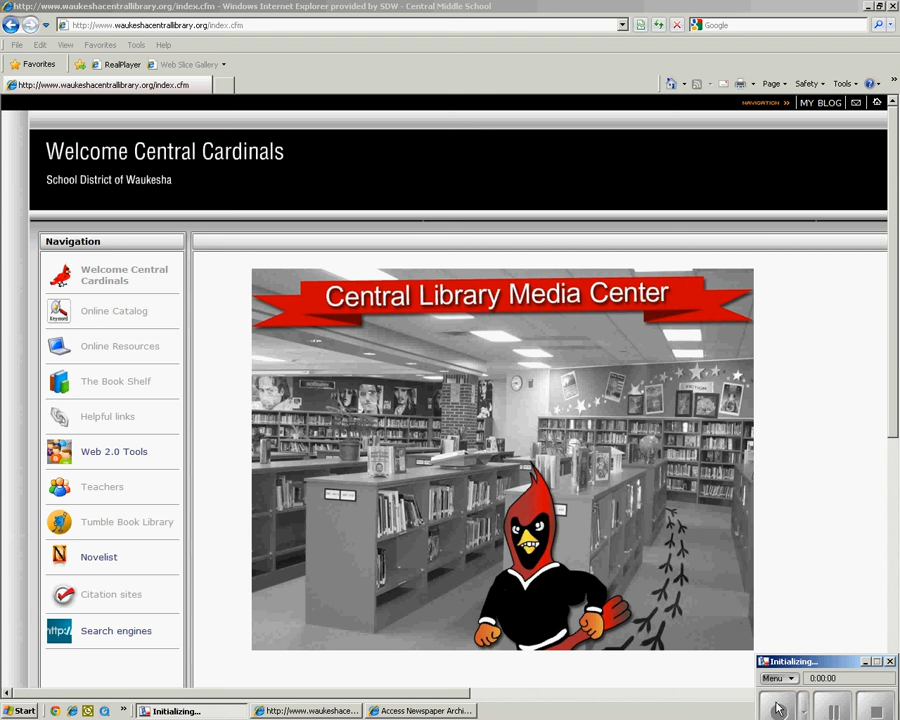 http://www.waukeshacentrallibrary.org/index.cfm - Windows Internet Explorer provided by SDW - Central Middle School
http://www.waukeshacentrallibrary.org/index.cfm
Google
File Edit View Favorites Tools Help
Favorites RealPlayer Web Slice Gallery
http://www.waukeshacentrallibrary.org/index.cfm
Page Safety Tools
NAVIGATION >> MY BLOG
Welcome Central Cardinals
School District of Waukesha
Navigation
Welcome Central
Cardinals
Online Catalog
Keyword
Online Resources
The Book Shelf
Helpful links
Web 2.0 Tools
Teachers
Tumble Book Library
Novelist
N
Citation sites
http://
Search engines
Central Library Media Center
FICTION
Initializing...
Menu 0:00:00
Start
»
Initializing...
http://www.waukeshace...
Access Newspaper Archi...